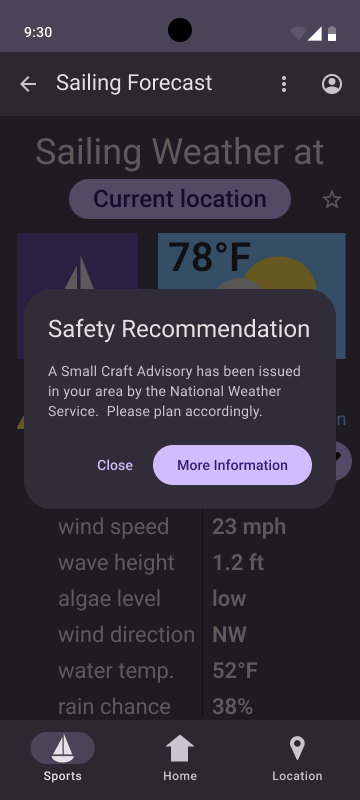 9:30
Sailing Forecast
Sailing Weather at
Current location
78°F
Safety Recommendation
A Small Craft Advisory has been issued
in your area by the National Weather
Service.  Please plan accordingly.
n
Close
More Information
wind speed 23 mph
wave height 1.2 ft
algae level low
wind direction NW
water temp. 52°F
rain chance 38%
Sports Home Location